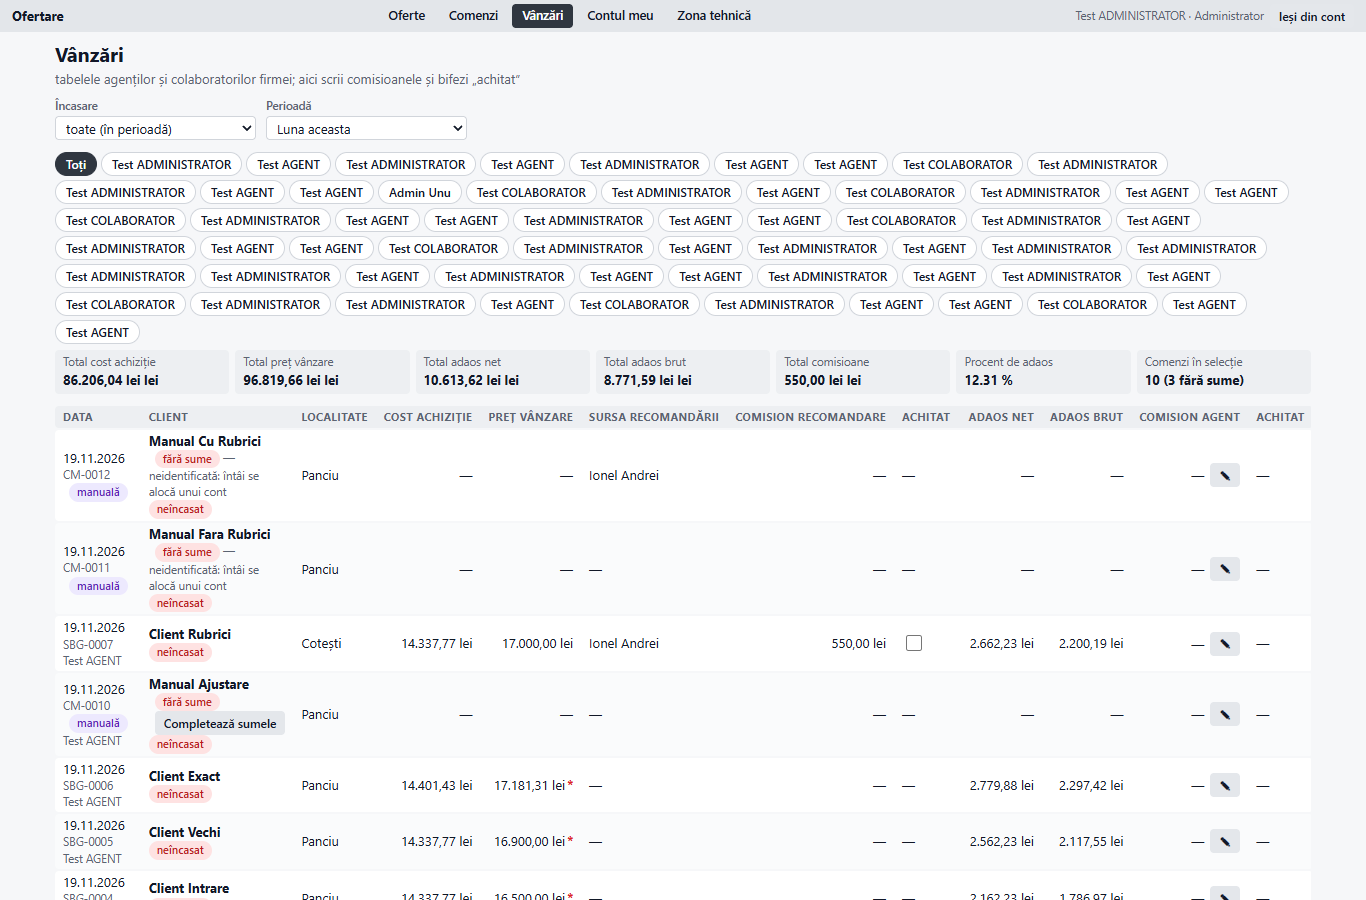 Ofertare
Oferte Comenzi Vânzări Contul meu Zona tehnică
Test ADMINISTRATOR · Administrator Ieși din cont
Vânzări
tabelele agenților și colaboratorilor firmei; aici scrii comisioanele și bifezi „achitat”
Încasare Perioadă
toate (în perioadă) Luna aceasta
Toți Test ADMINISTRATOR Test AGENT Test ADMINISTRATOR Test AGENT Test ADMINISTRATOR Test AGENT Test AGENT Test COLABORATOR Test ADMINISTRATOR
Test ADMINISTRATOR Test AGENT Test AGENT Admin Unu Test COLABORATOR Test ADMINISTRATOR Test AGENT Test COLABORATOR Test ADMINISTRATOR Test AGENT Test AGENT
Test COLABORATOR Test ADMINISTRATOR Test AGENT Test AGENT Test ADMINISTRATOR Test AGENT Test AGENT Test COLABORATOR Test ADMINISTRATOR Test AGENT
Test ADMINISTRATOR Test AGENT Test AGENT Test COLABORATOR Test ADMINISTRATOR Test AGENT Test ADMINISTRATOR Test AGENT Test ADMINISTRATOR Test ADMINISTRATOR
Test ADMINISTRATOR Test ADMINISTRATOR Test AGENT Test ADMINISTRATOR Test AGENT Test AGENT Test ADMINISTRATOR Test AGENT Test ADMINISTRATOR Test AGENT
Test COLABORATOR Test ADMINISTRATOR Test ADMINISTRATOR Test AGENT Test COLABORATOR Test ADMINISTRATOR Test AGENT Test AGENT Test COLABORATOR Test AGENT
Test AGENT
Total cost achiziție Total preț vânzare Total adaos net Total adaos brut Total comisioane Procent de adaos Comenzi în selecție
86.206,04 lei lei 96.819,66 lei lei 10.613,62 lei lei 8.771,59 lei lei 550,00 lei lei 12.31 % 10 (3 fără sume)
DATA CLIENT LOCALITATE COST ACHIZIȚIE PREȚ VÂNZARE SURSA RECOMANDĂRII COMISION RECOMANDARE ACHITAT ADAOS NET ADAOS BRUT COMISION AGENT ACHITAT
19.11.2026
CM-0012
manuală
Manual Cu Rubrici
fără sume —
neidentificată: întâi se
alocă unui cont
neîncasat
Panciu — — Ionel Andrei — — — — — —
19.11.2026
CM-0011
manuală
Manual Fara Rubrici
fără sume —
neidentificată: întâi se
alocă unui cont
neîncasat
Panciu — — — — — — — — —
19.11.2026
SBG-0007
Test AGENT
Client Rubrici
neîncasat
Cotești 14.337,77 lei 17.000,00 lei Ionel Andrei 550,00 lei 2.662,23 lei 2.200,19 lei — —
19.11.2026
CM-0010
manuală
Test AGENT
Manual Ajustare
fără sume
Completează sumele
neîncasat
Panciu — — — — — — — — —
19.11.2026
SBG-0006
Test AGENT
Client Exact
neîncasat
Panciu 14.401,43 lei 17.181,31 lei * — — — 2.779,88 lei 2.297,42 lei — —
19.11.2026
SBG-0005
Test AGENT
Client Vechi
neîncasat
Panciu 14.337,77 lei 16.900,00 lei * — — — 2.562,23 lei 2.117,55 lei — —
19.11.2026
SBG-0004
Client Intrare
Panciu 14.337,77 lei 16.500,00 lei * — — — 2.162,23 lei 1.786,97 lei — —